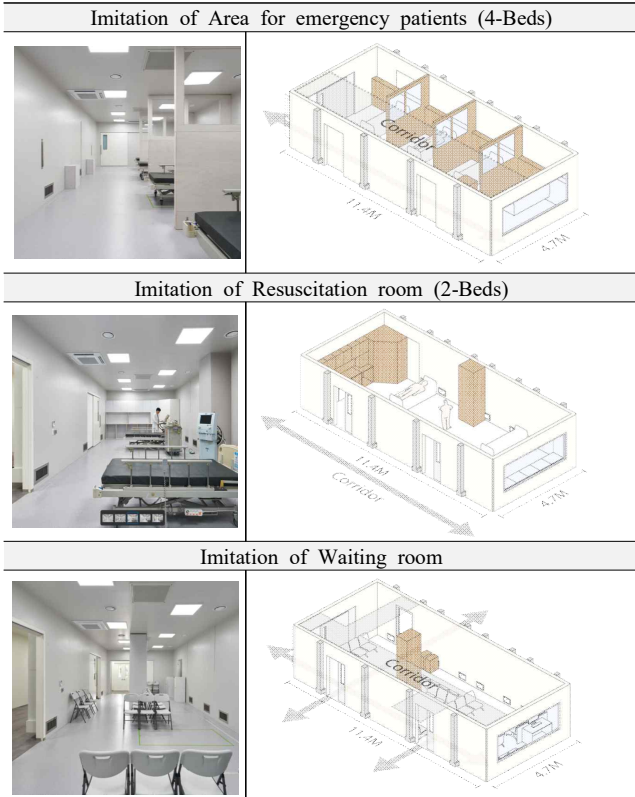 Imitation of Area for emergency patients (4-Beds)
Corridor
11.4M
4.7M
Imitation of Resuscitation room (2-Beds)
11.4M
Corridor
4.7M
Imitation of Waiting room
Corridor
11.4M
4.7M